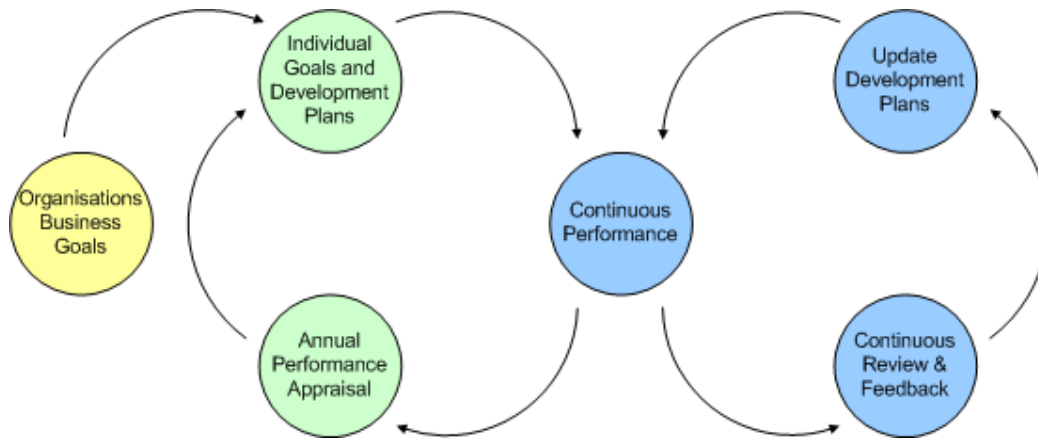 Individual
Goals and
Development
Plans
Update
Development
Plans
Organisations
Business
Goals
Continuous
Performance
Annual
Performance
Appraisal
Continuous
Review &
Feedback